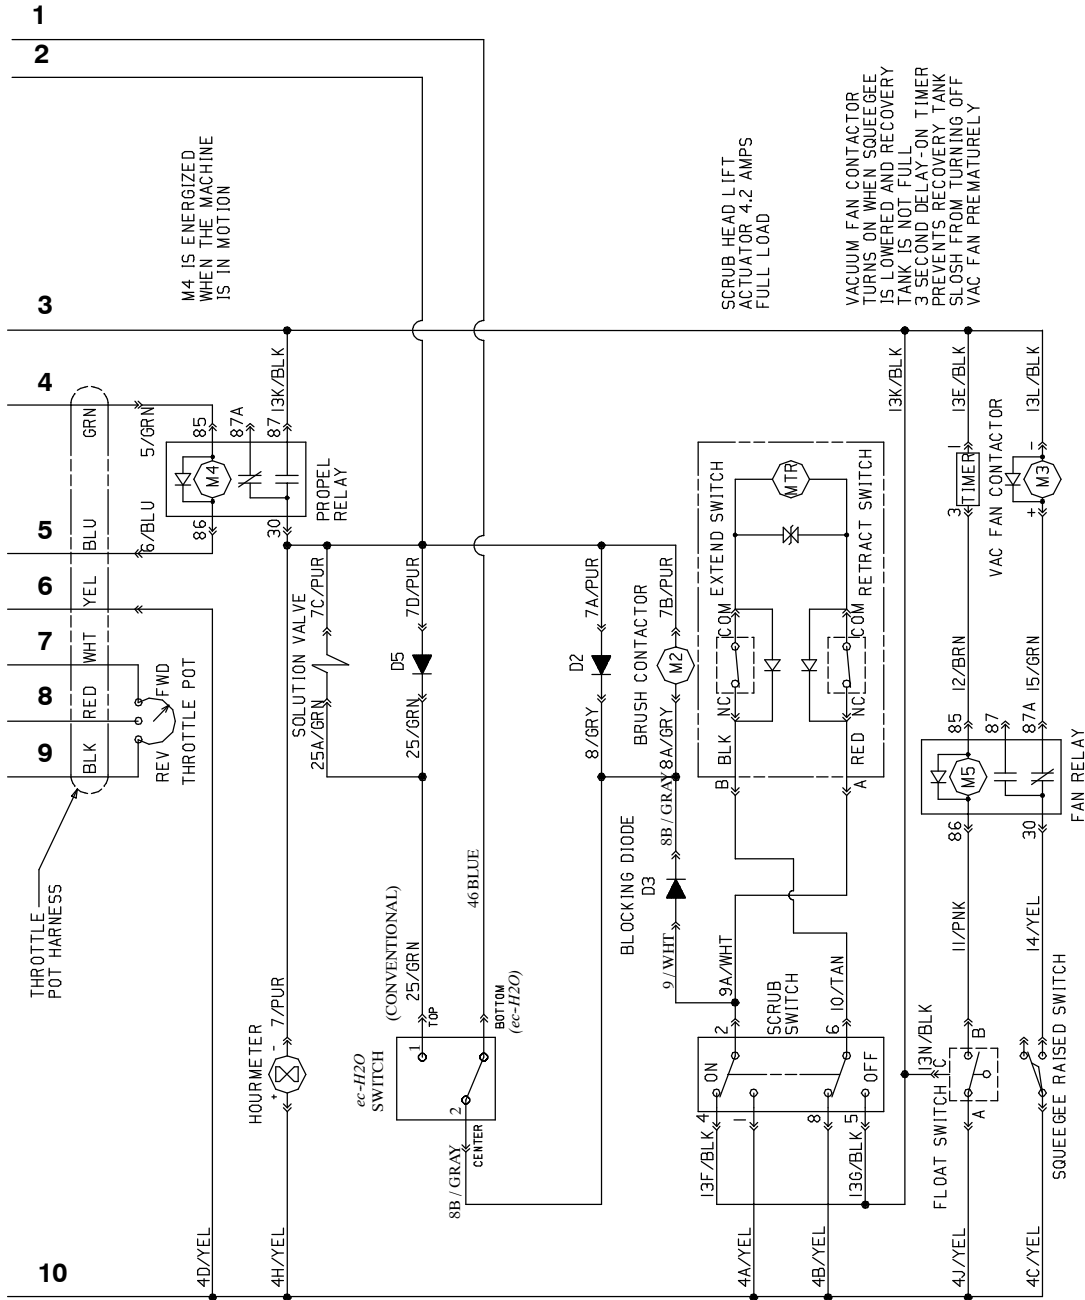 1
2
M4 IS ENERGIZED
WHEN THE MACHINE
IS IN MOTION
SCRUB HEAD LIFT
ACTUATOR 4.2 AMPS
FULL LOAD
VACUUM FAN CONTACTOR
TURNS ON WHEN SQUEEGEE
IS LOWERED AND RECOVERY
TANK IS NOT FULL
3 SECOND DELAY-ON TIMER
PREVENTS RECOVERY TANK
SLOSH FROM TURNING OFF
VAC FAN PREMATURELY
3
4
GRN
5/GRN
85
87A
87
13K/BLK
13K/BLK
13E/BLK
13L/BLK
M4
PROPEL
RELAY
86
30
5
BLU
6/BLU
6
YEL
7
WHT
8
RED
9
BLK
FWD
REV
THROTTLE POT
THROTTLE
POT HARNESS
SOLUTION VALVE
7C/PUR
25A/GRN
7D/PUR
D5
25/GRN
7A/PUR
D2
8/GRY
BRUSH CONTACTOR
7B/PUR
M2
8A/GRY
EXTEND SWITCH
MTR
RETRACT SWITCH
COM
NC
COM
NC
BLK
RED
B
A
1
TIMER
3
VAC FAN CONTACTOR
-
M3
+
12/BRN
15/GRN
85
87
87A
M5
86
30
FAN RELAY
BLOCKING DIODE
D3
8B / GRAY
9 / WHT
9A/WHT
10/TAN
11/PNK
14/YEL
46 BLUE
(CONVENTIONAL)
25/GRN
TOP
BOTTOM
(ec-H2O)
1
2
ec-H2O
SWITCH
CENTER
8B / GRAY
HOURMETER
-
7/PUR
+
SCRUB
SWITCH
2
6
ON
OFF
4
1
8
5
13F/BLK
13G/BLK
13N/BLK
FLOAT SWITCH
C
B
A
SQUEEGEE RAISED SWITCH
10
4D/YEL
4H/YEL
4A/YEL
4B/YEL
4J/YEL
4C/YEL